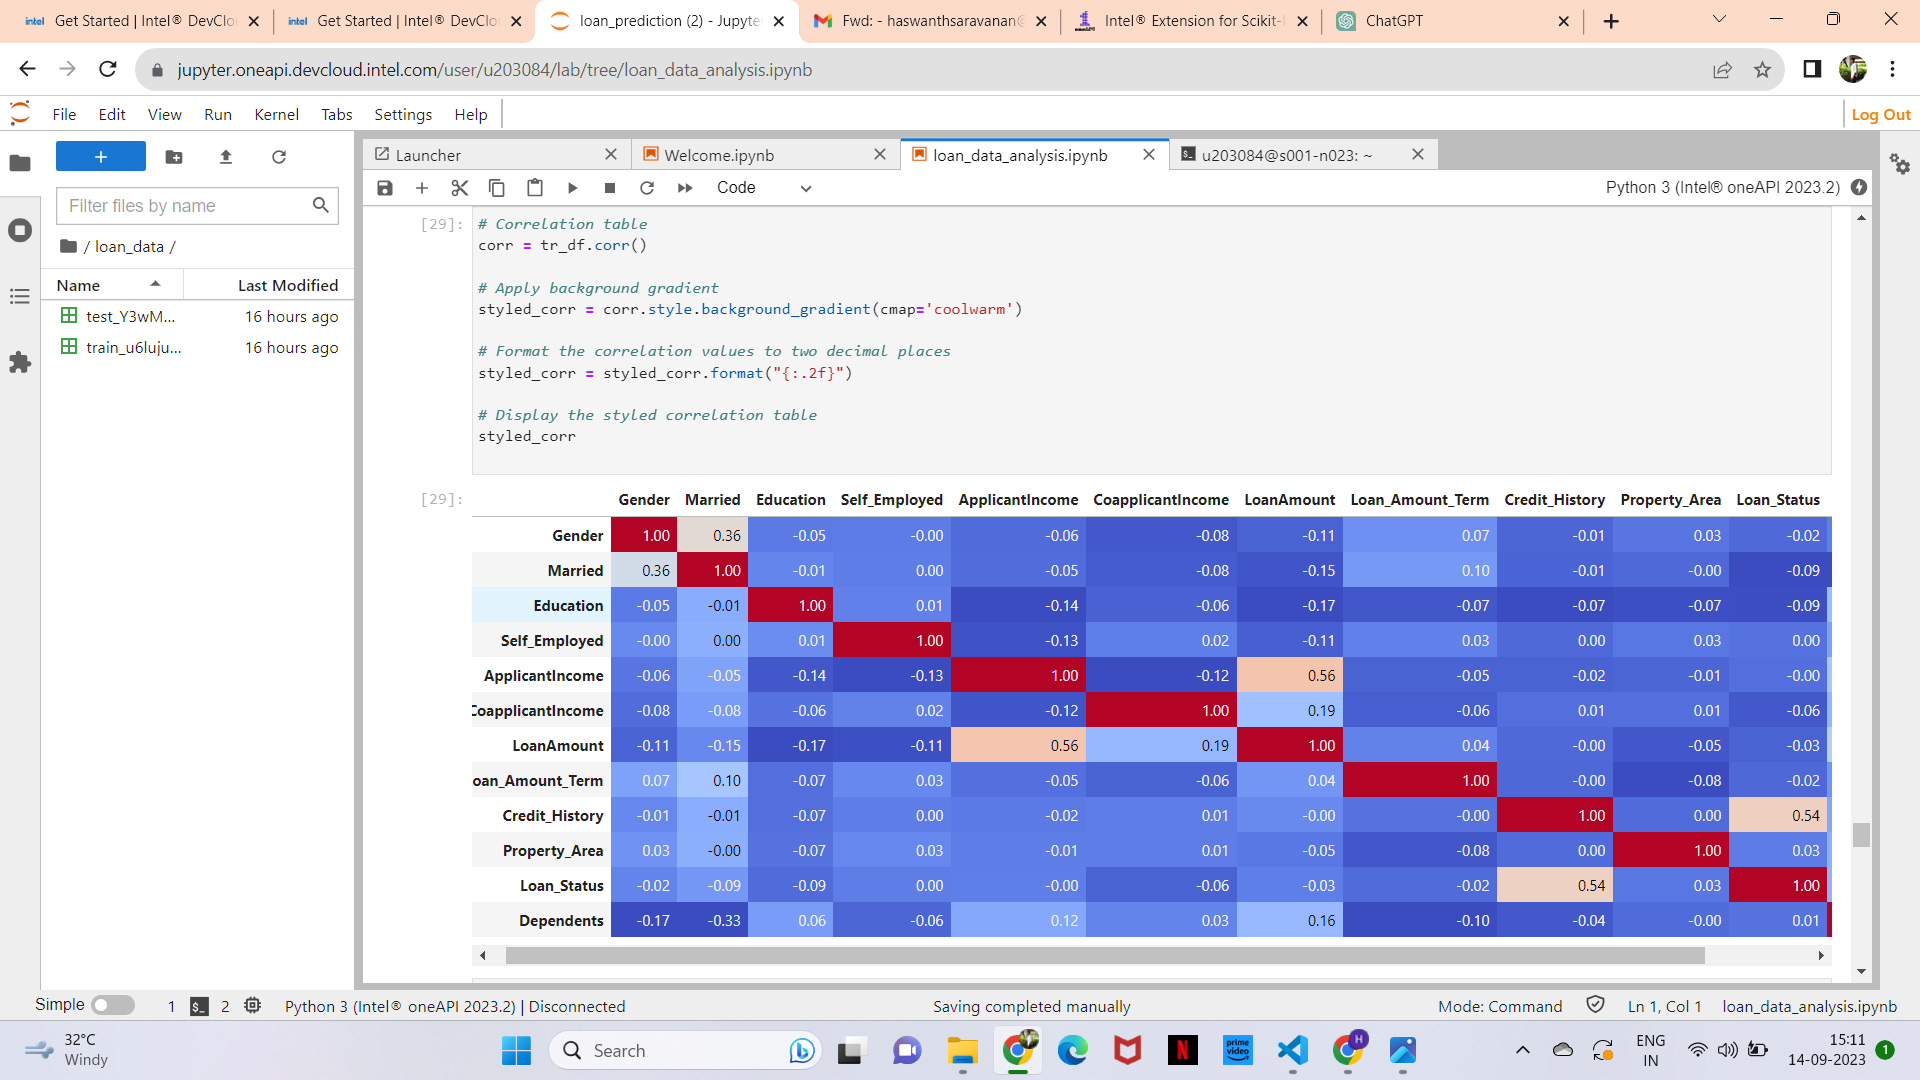 intel Get Started | Intel® DevClo
intel Get Started | Intel® DevClo
loan_prediction (2) - Jupyte
Fwd: - haswanthsaravanan@
Intel® Extension for Scikit-
ChatGPT
jupyter.oneapi.devcloud.intel.com/user/u203084/lab/tree/loan_data_analysis.ipynb
File Edit View Run Kernel Tabs Settings Help
Log Out
Filter files by name
/ loan_data /
Name Last Modified
test_Y3wM... 16 hours ago
train_u6luju... 16 hours ago
Launcher
Welcome.ipynb
loan_data_analysis.ipynb
u203084@s001-n023: ~
Code
Python 3 (Intel® oneAPI 2023.2)
[29]: # Correlation table
corr = tr_df.corr()
# Apply background gradient
styled_corr = corr.style.background_gradient(cmap='coolwarm')
# Format the correlation values to two decimal places
styled_corr = styled_corr.format("{:.2f}")
# Display the styled correlation table
styled_corr
[29]: Gender Married Education Self_Employed ApplicantIncome CoapplicantIncome LoanAmount Loan_Amount_Term Credit_History Property_Area Loan_Status
Gender 1.00 0.36 -0.05 -0.00 -0.06 -0.08 -0.11 0.07 -0.01 0.03 -0.02
Married 0.36 1.00 -0.01 0.00 -0.05 -0.08 -0.15 0.10 -0.01 -0.00 -0.09
Education -0.05 -0.01 1.00 0.01 -0.14 -0.06 -0.17 -0.07 -0.07 -0.07 -0.09
Self_Employed -0.00 0.00 0.01 1.00 -0.13 0.02 -0.11 0.03 0.00 0.03 0.00
ApplicantIncome -0.06 -0.05 -0.14 -0.13 1.00 -0.12 0.56 -0.05 -0.02 -0.01 -0.00
CoapplicantIncome -0.08 -0.08 -0.06 0.02 -0.12 1.00 0.19 -0.06 0.01 0.01 -0.06
LoanAmount -0.11 -0.15 -0.17 -0.11 0.56 0.19 1.00 0.04 -0.00 -0.05 -0.03
oan_Amount_Term 0.07 0.10 -0.07 0.03 -0.05 -0.06 0.04 1.00 -0.00 -0.08 -0.02
Credit_History -0.01 -0.01 -0.07 0.00 -0.02 0.01 -0.00 -0.00 1.00 0.00 0.54
Property_Area 0.03 -0.00 -0.07 0.03 -0.01 0.01 -0.05 -0.08 0.00 1.00 0.03
Loan_Status -0.02 -0.09 -0.09 0.00 -0.00 -0.06 -0.03 -0.02 0.54 0.03 1.00
Dependents -0.17 -0.33 0.06 -0.06 0.12 0.03 0.16 -0.10 -0.04 -0.00 0.01
Simple 1 $_ 2 Python 3 (Intel® oneAPI 2023.2) | Disconnected Saving completed manually Mode: Command Ln 1, Col 1 loan_data_analysis.ipynb
32°C
Windy
Search
prime
video
N
H
ENG
IN
15:11
14-09-2023
1